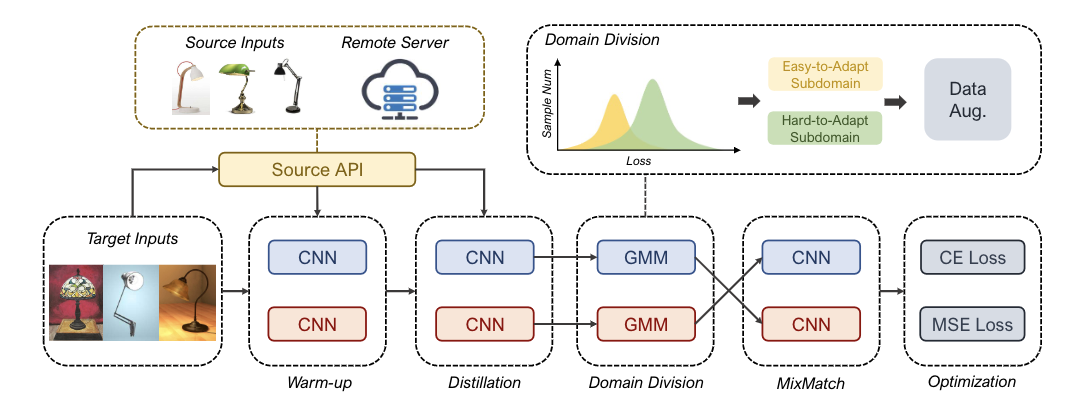 Source Inputs
Remote Server
Domain Division
Sample Num
Loss
Easy-to-Adapt
Subdomain
Hard-to-Adapt
Subdomain
Data
Aug.
Source API
Target Inputs
CNN
CNN
GMM
CNN
CE Loss
CNN
CNN
GMM
CNN
MSE Loss
Warm-up
Distillation
Domain Division
MixMatch
Optimization